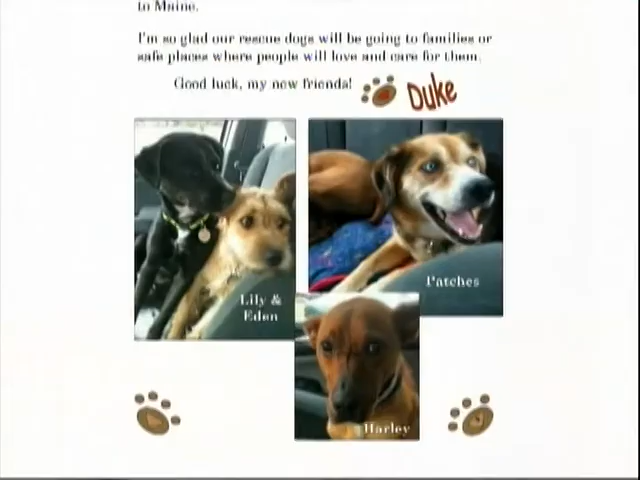 to Maine.
I'm so glad our rescue dogs will be going to families or
safe places where people will love and care for them.
Good luck, my new friends!
Duke
Lily &
Eden
Patches
Harley